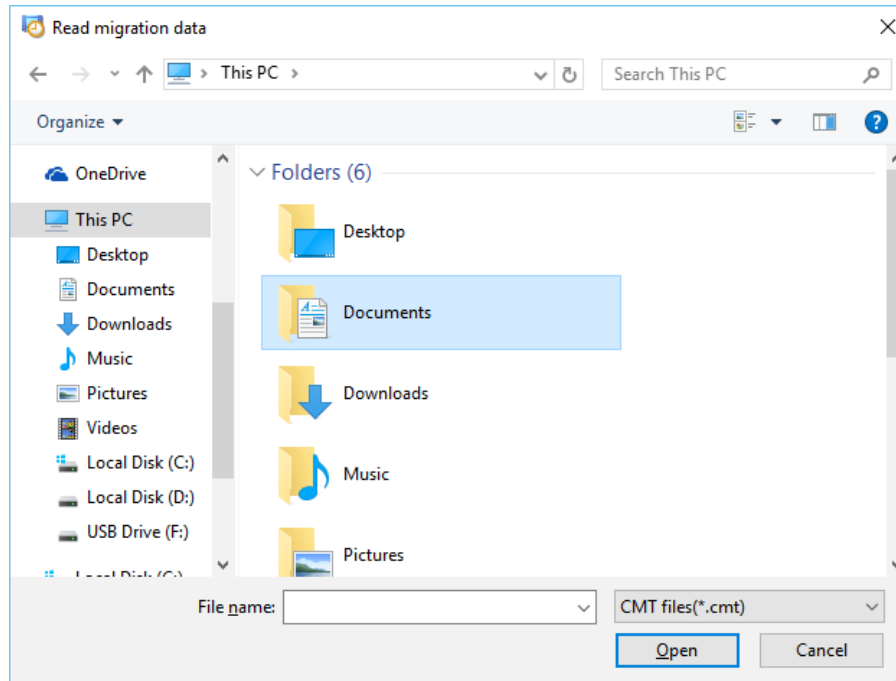 Read migration data
This PC
Search This PC
Organize
OneDrive
This PC
Desktop
Documents
Downloads
Music
Pictures
Videos
Local Disk (C:)
Local Disk (D:)
USB Drive (F:)
Folders (6)
Desktop
Documents
Downloads
Music
Pictures
File name:
CMT files(*.cmt)
Open
Cancel